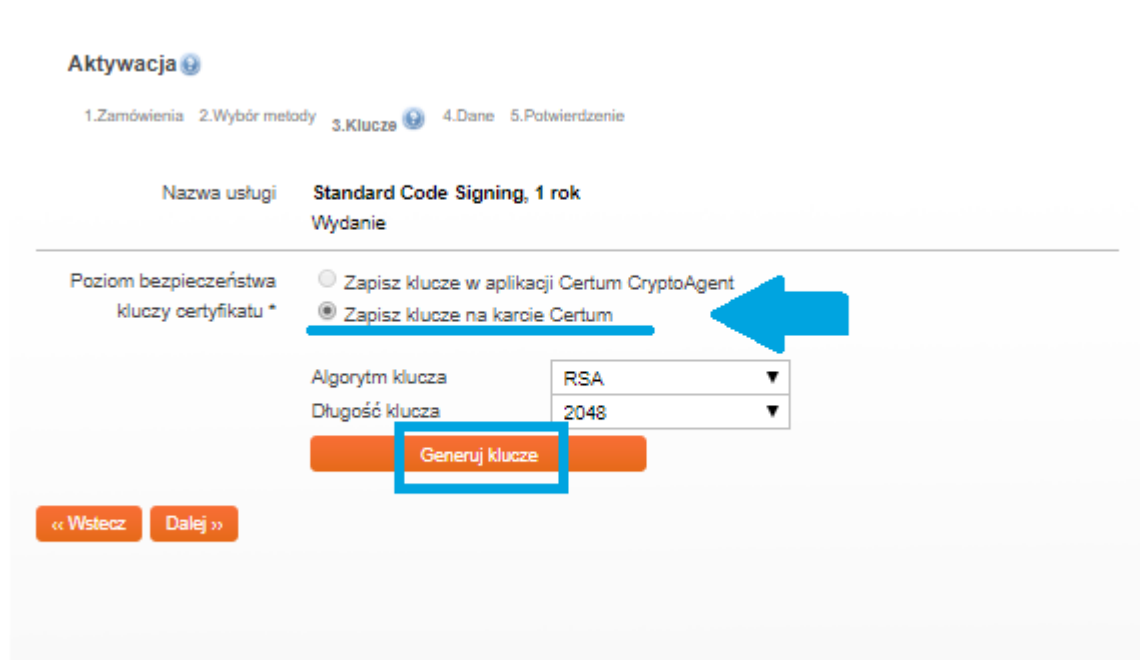 Aktywacja
1.Zamówienia 2.Wybór metody 3.Klucze 4.Dane 5.Potwierdzenie
Nazwa usługi Standard Code Signing, 1 rok
Wydanie
Poziom bezpieczeństwa kluczy certyfikatu *
Zapisz klucze w aplikacji Certum CryptoAgent
Zapisz klucze na karcie Certum
Algorytm klucza RSA
Długość klucza 2048
Generuj klucze
‹‹ Wstecz Dalej ››